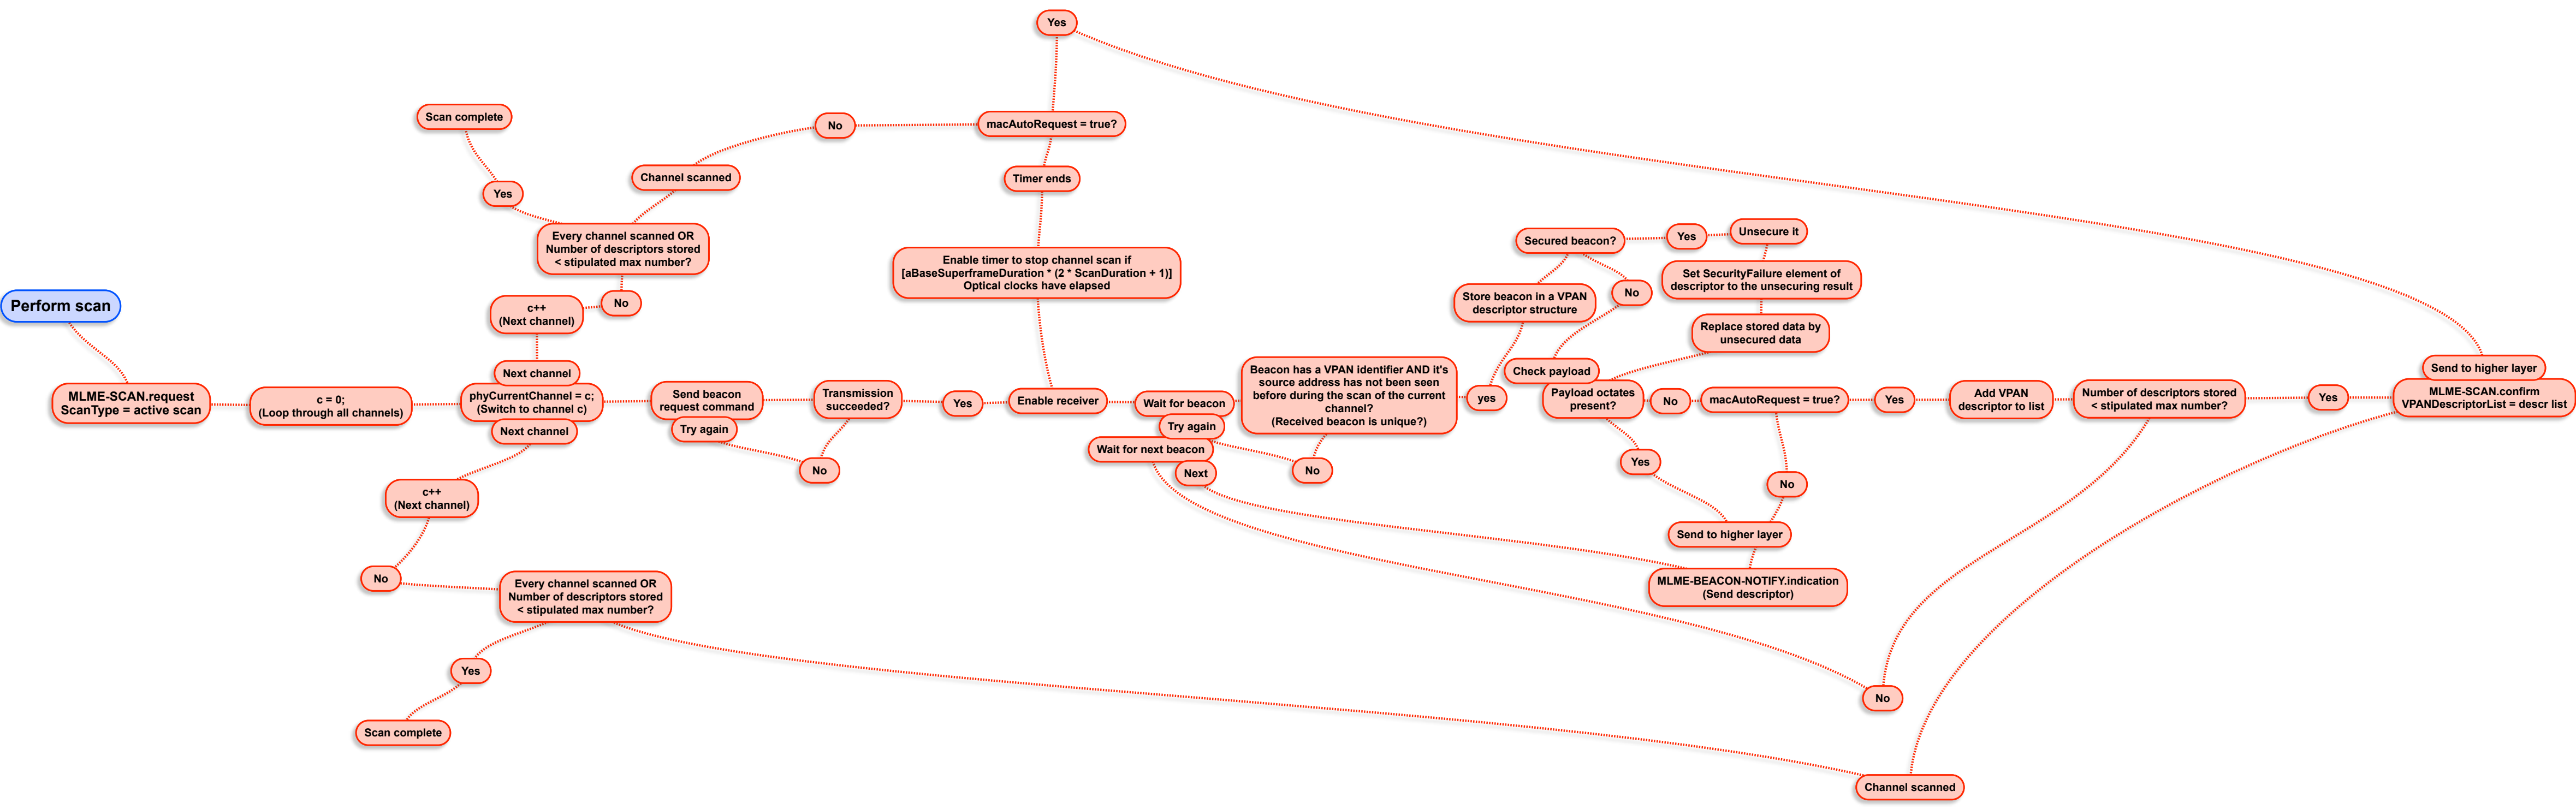 Yes
Scan complete
No
macAutoRequest = true?
Channel scanned
Timer ends
Yes
Every channel scanned OR
Number of descriptors stored
< stipulated max number?
Enable timer to stop channel scan if
[aBaseSuperframeDuration * (2 * ScanDuration + 1)]
Optical clocks have elapsed
Secured beacon?
Yes
Unsecure it
Set SecurityFailure element of
descriptor to the unsecuring result
Store beacon in a VPAN
descriptor structure
No
Replace stored data by
unsecured data
Perform scan
No
c++
(Next channel)
Next channel
MLME-SCAN.request
ScanType = active scan
c = 0;
(Loop through all channels)
phyCurrentChannel = c;
(Switch to channel c)
Next channel
Send beacon
request command
Try again
Transmission
succeeded?
No
Yes
Enable receiver
Wait for beacon
Try again
Wait for next beacon
Next
Beacon has a VPAN identifier AND it's
source address has not been seen
before during the scan of the current
channel?
(Received beacon is unique?)
No
yes
Check payload
Payload octates
present?
No
macAutoRequest = true?
Yes
Add VPAN
descriptor to list
Number of descriptors stored
< stipulated max number?
Yes
Send to higher layer
MLME-SCAN.confirm
VPANDescriptorList = descr list
Yes
No
Send to higher layer
MLME-BEACON-NOTIFY.indication
(Send descriptor)
c++
(Next channel)
No
Every channel scanned OR
Number of descriptors stored
< stipulated max number?
Yes
Scan complete
No
Channel scanned